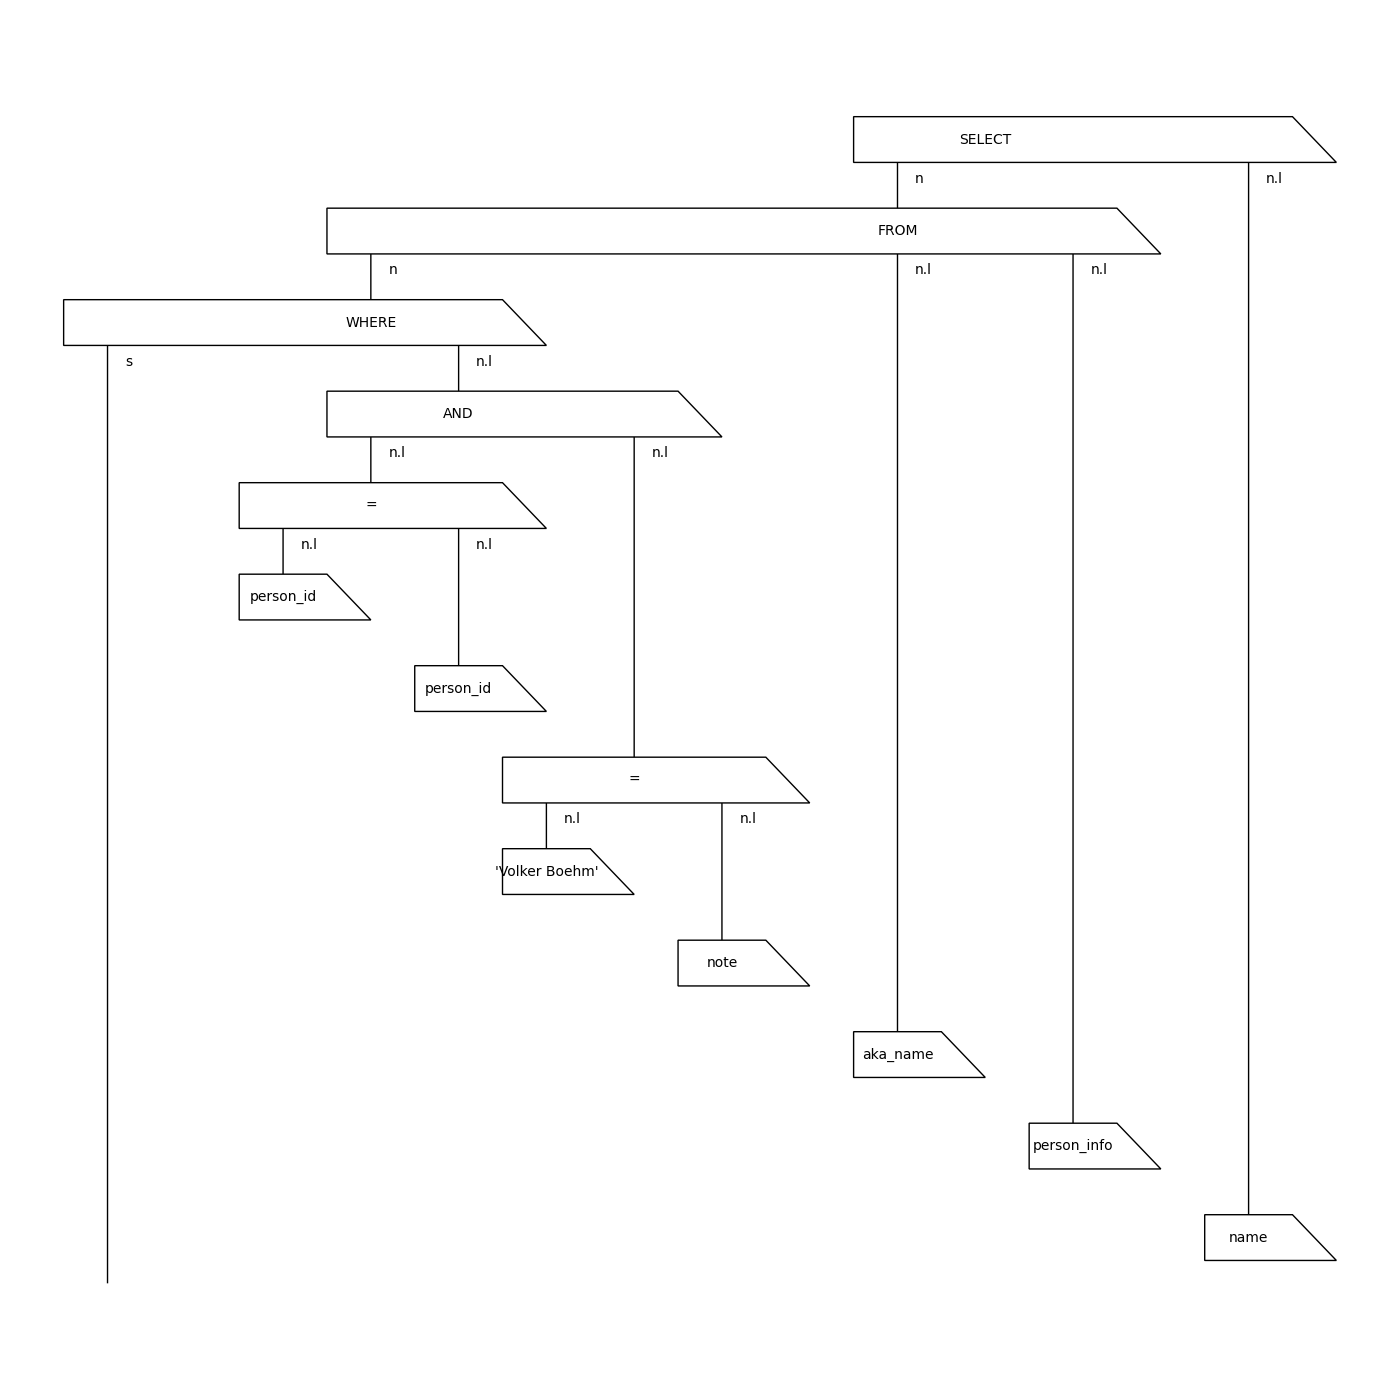 SELECT
n n.l
FROM
n n.l n.l
WHERE
s n.l
AND
n.l n.l
=
n.l n.l
person_id
person_id
=
n.l n.l
'Volker Boehm'
note
aka_name
person_info
name